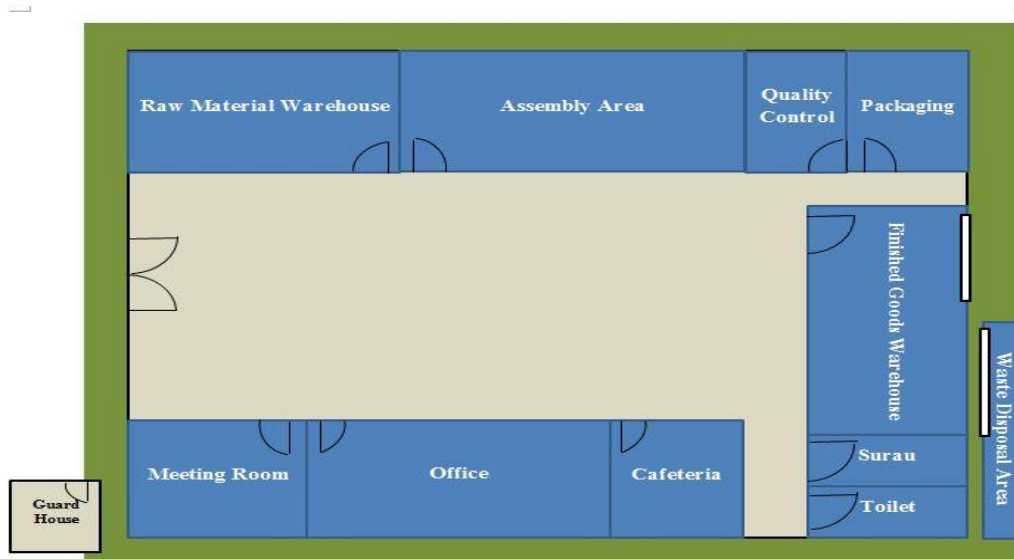 Raw Material Warehouse
Assembly Area
Quality
Control
Packaging
Finished Goods Warehouse
Waste Disposal Area
Meeting Room
Office
Cafeteria
Surau
Toilet
Guard
House